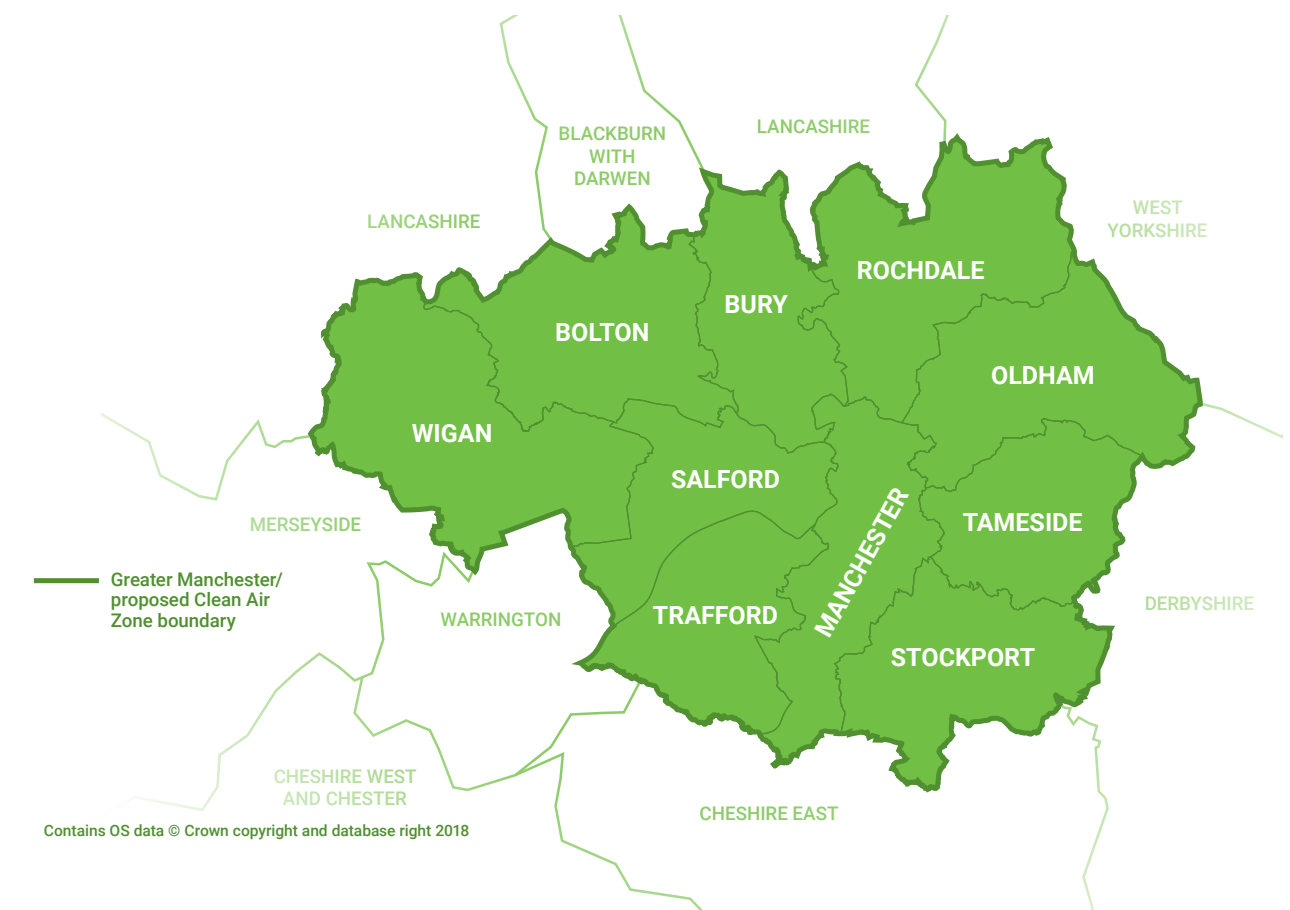 LANCASHIRE
BLACKBURN
WITH
DARWEN
LANCASHIRE
WEST
YORKSHIRE
ROCHDALE
BURY
BOLTON
OLDHAM
WIGAN
SALFORD
MANCHESTER
TAMESIDE
MERSEYSIDE
Greater Manchester/
proposed Clean Air
Zone boundary
WARRINGTON
TRAFFORD
DERBYSHIRE
STOCKPORT
CHESHIRE WEST
AND CHESTER
CHESHIRE EAST
Contains OS data © Crown copyright and database right 2018